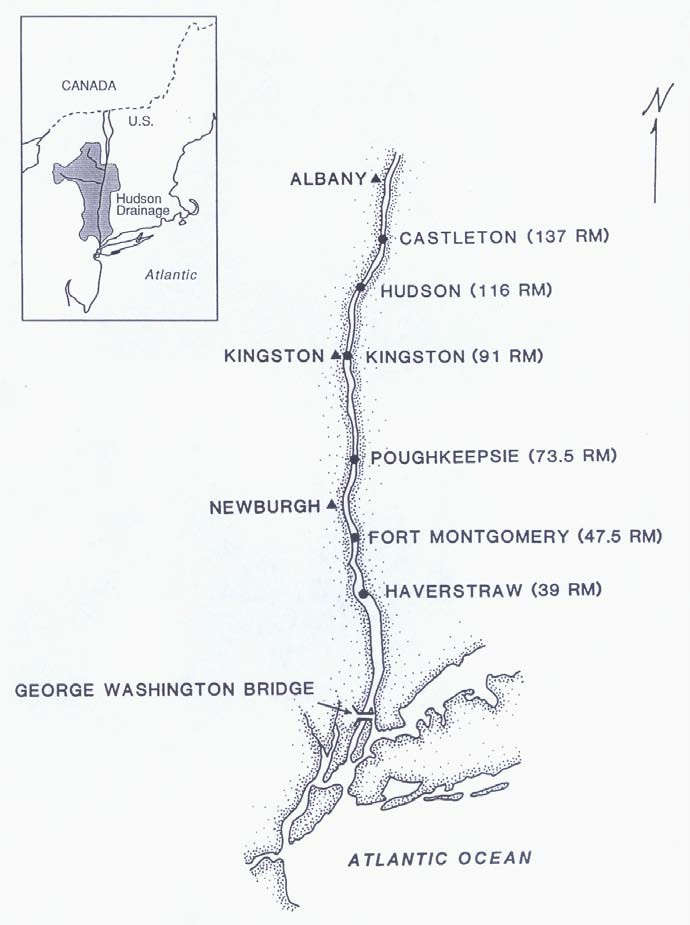 CANADA
U.S.
Hudson
Drainage
Atlantic
N
ALBANY
CASTLETON (137 RM)
HUDSON (116 RM)
KINGSTON
KINGSTON (91 RM)
POUGHKEEPSIE (73.5 RM)
NEWBURGH
FORT MONTGOMERY (47.5 RM)
HAVERSTRAW (39 RM)
GEORGE WASHINGTON BRIDGE
ATLANTIC OCEAN